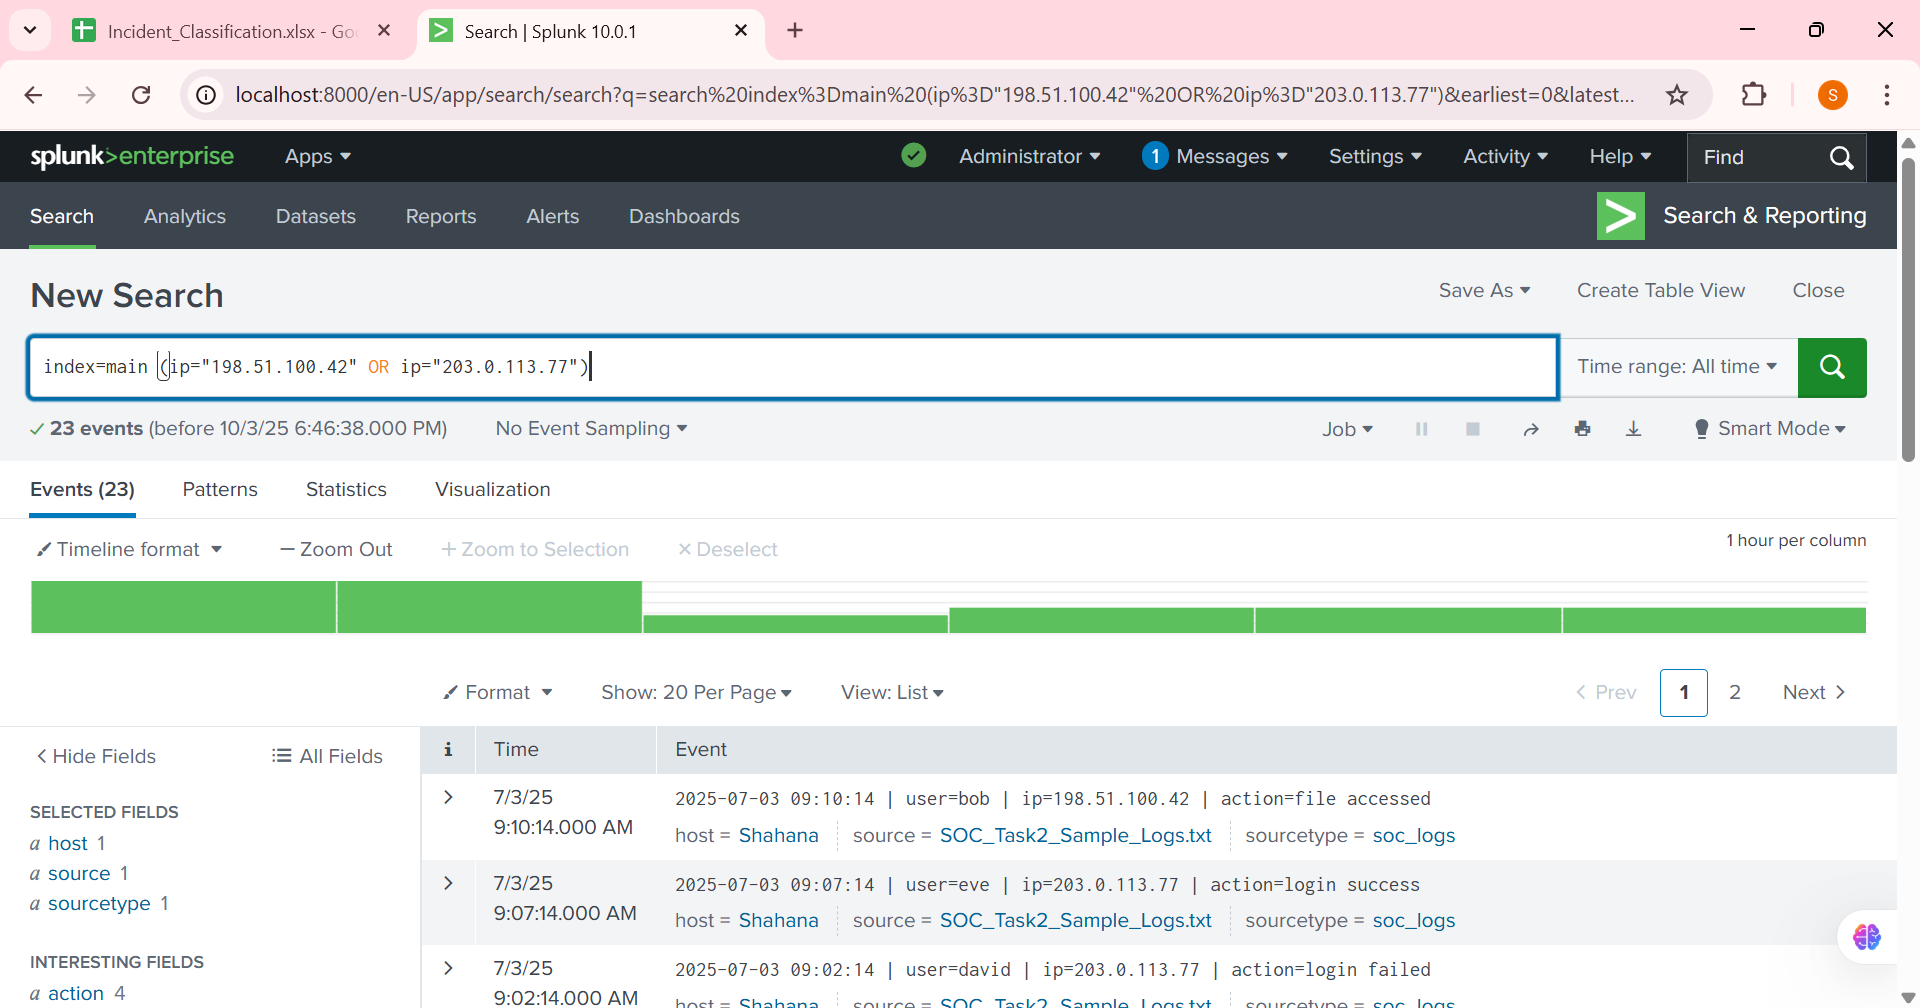 Incident_Classification.xlsx - Goo
Search | Splunk 10.0.1
localhost:8000/en-US/app/search/search?q=search%20index%3Dmain%20(ip%3D"198.51.100.42"%20OR%20ip%3D"203.0.113.77")&earliest=0&latest...
S
splunk>enterprise
Apps
Administrator
1 Messages
Settings
Activity
Help
Find
Search
Analytics
Datasets
Reports
Alerts
Dashboards
Search & Reporting
New Search
Save As
Create Table View
Close
index=main (ip="198.51.100.42" OR ip="203.0.113.77")
Time range: All time
23 events (before 10/3/25 6:46:38.000 PM)
No Event Sampling
Job
Smart Mode
Events (23)
Patterns
Statistics
Visualization
Timeline format
— Zoom Out
+ Zoom to Selection
× Deselect
1 hour per column
Format
Show: 20 Per Page
View: List
< Prev
1
2
Next >
< Hide Fields
All Fields
i
Time
Event
SELECTED FIELDS
a host 1
a source 1
a sourcetype 1
INTERESTING FIELDS
a action 4
7/3/25
9:10:14.000 AM
2025-07-03 09:10:14 | user=bob | ip=198.51.100.42 | action=file accessed
host = Shahana
source = SOC_Task2_Sample_Logs.txt
sourcetype = soc_logs
7/3/25
9:07:14.000 AM
2025-07-03 09:07:14 | user=eve | ip=203.0.113.77 | action=login success
host = Shahana
source = SOC_Task2_Sample_Logs.txt
sourcetype = soc_logs
7/3/25
9:02:14.000 AM
2025-07-03 09:02:14 | user=david | ip=203.0.113.77 | action=login failed
host = Shahana
source = SOC_Task2_Sample_Logs.txt
sourcetype = soc_logs